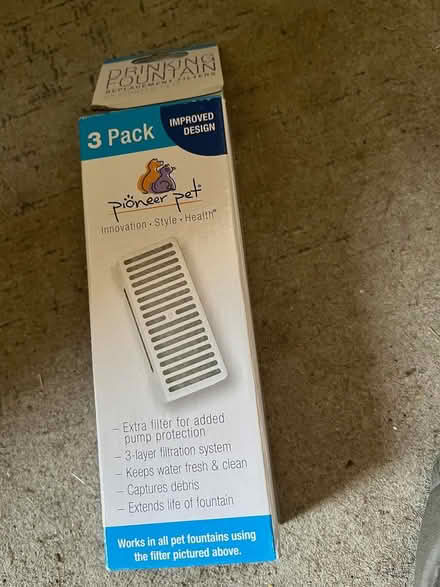 DRINKING
FOUNTAIN
REPLACEMENT FILTERS
3 Pack
IMPROVED
DESIGN
pioneer pet
Innovation • Style • Health™
– Extra filter for added
pump protection
– 3-layer filtration system
– Keeps water fresh & clean
– Captures debris
– Extends life of fountain
Works in all pet fountains using
the filter pictured above.